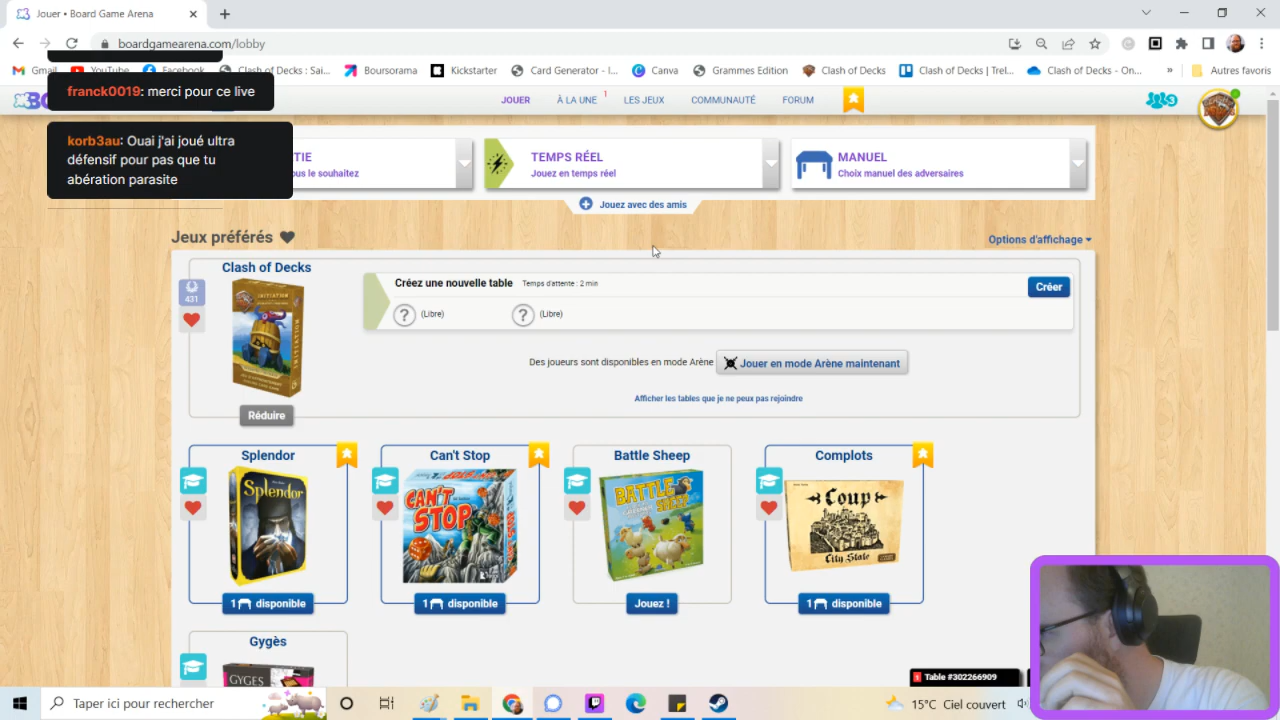 Jouer • Board Game Arena
boardgamearena.com/lobby
Gmail
YouTube
Facebook
Clash of Decks : Sai...
Boursorama
Kickstarter
Card Generator - I...
Canva
Grammes Edition
Clash of Decks
Clash of Decks | Trel...
Clash of Decks - On...
»
Autres favoris
franck0019: merci pour ce live
JOUER
À LA UNE 1
LES JEUX
COMMUNAUTÉ
FORUM
3
korb3au: Ouai j'ai joué ultra
défensif pour pas que tu
abération parasite
TIE
ous le souhaitez
TEMPS RÉEL
Jouez en temps réel
MANUEL
Choix manuel des adversaires
Jouez avec des amis
Jeux préférés
Options d'affichage
Clash of Decks
431
INITIATION
Réduire
Créez une nouvelle table Temps d'attente : 2 min
Créer
? (Libre)
? (Libre)
Des joueurs sont disponibles en mode Arène
Jouer en mode Arène maintenant
Afficher les tables que je ne peux pas rejoindre
Splendor
Splendor
1 disponible
Can't Stop
CAN'T
STOP
1 disponible
Battle Sheep
BATTLE
SHEEP
Jouez !
Complots
Coup
City State
1 disponible
Gygès
GYGES
Table #302266909
Taper ici pour rechercher
15°C Ciel couvert